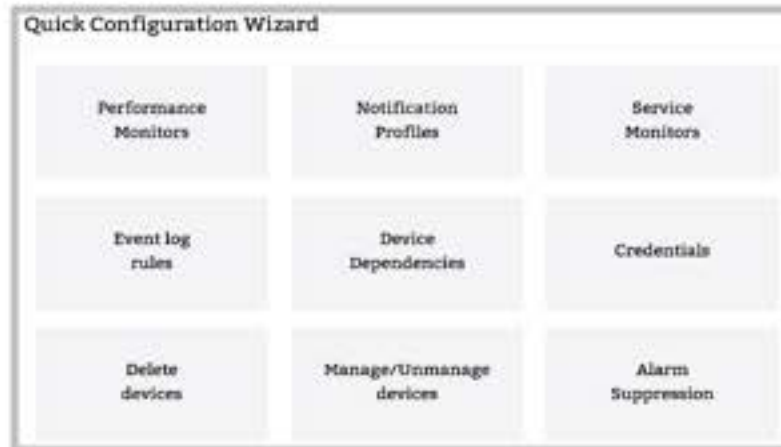 Quick Configuration Wizard
Performance
Monitors
Notification
Profiles
Service
Monitors
Event log
rules
Device
Dependencies
Credentials
Delete
devices
Manage/Unmanage
devices
Alarm
Suppression